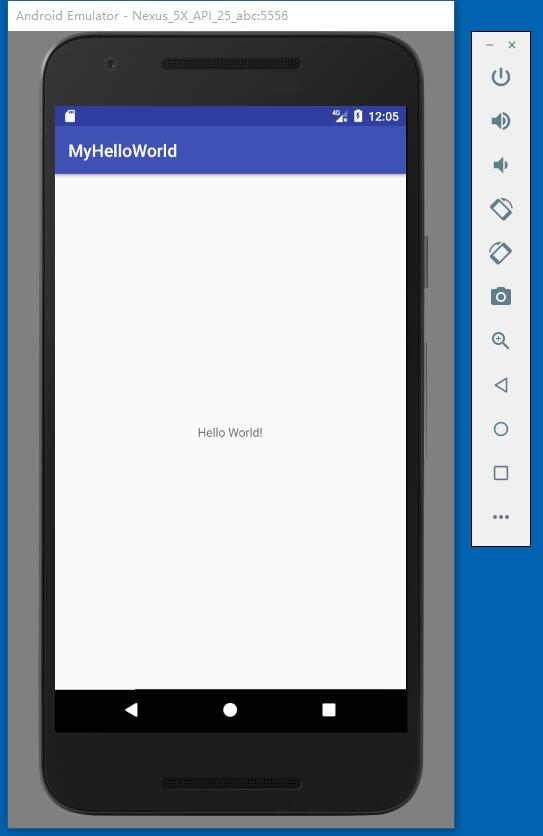 Android Emulator - Nexus_5X_API_25_abc:5556
4G 12:05
MyHelloWorld
Hello World!